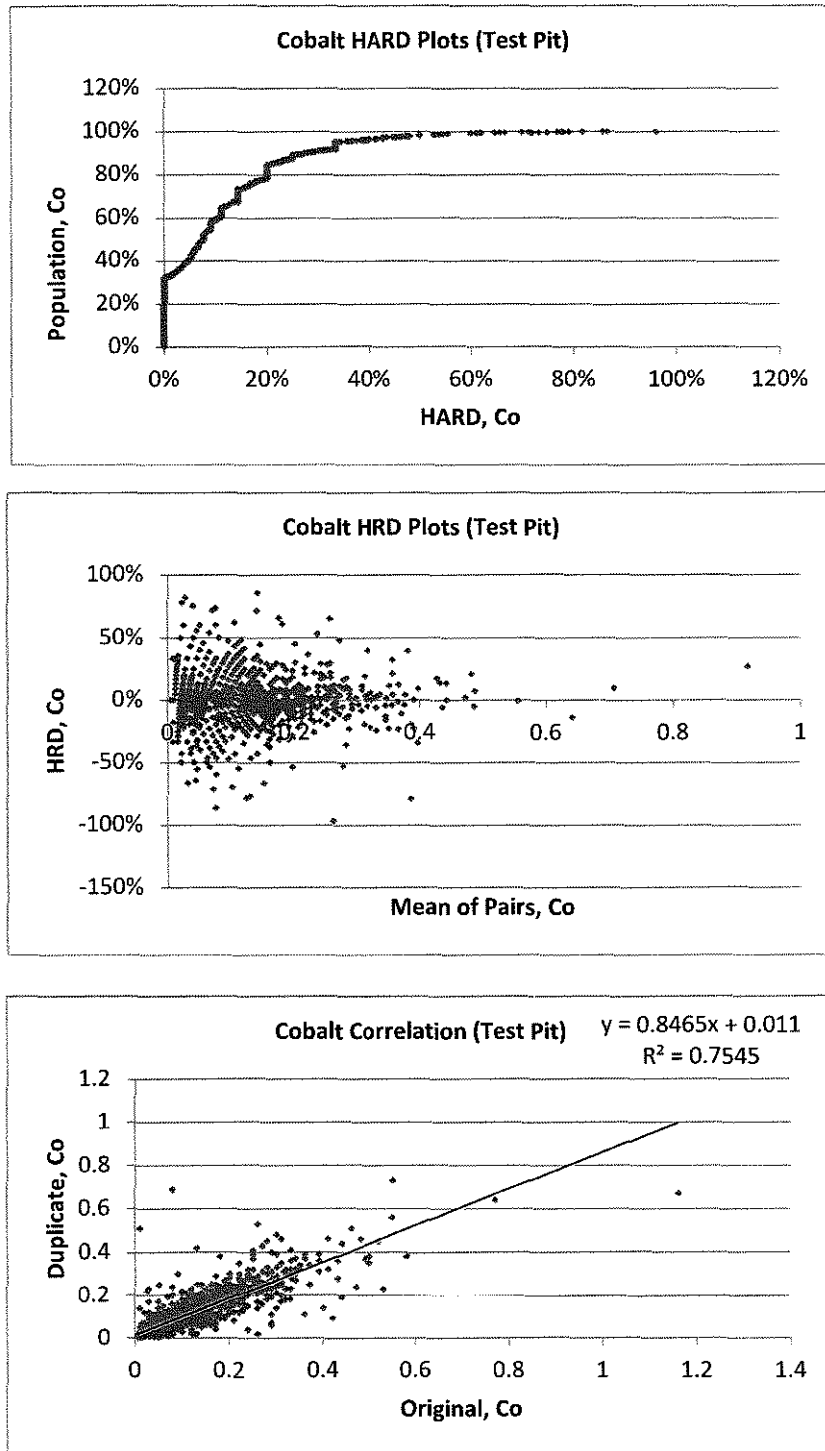 Cobalt HARD Plots (Test Pit)
120%
100%
80%
60%
40%
20%
0%
Population, Co
0% 20% 40% 60% 80% 100% 120%
HARD, Co
Cobalt HRD Plots (Test Pit)
100%
50%
0%
-50%
-100%
-150%
HRD, Co
0 0.2 0.4 0.6 0.8 1
Mean of Pairs, Co
Cobalt Correlation (Test Pit)
y = 0.8465x + 0.011
R² = 0.7545
1.2
1
0.8
0.6
0.4
0.2
0
Duplicate, Co
0 0.2 0.4 0.6 0.8 1 1.2 1.4
Original, Co